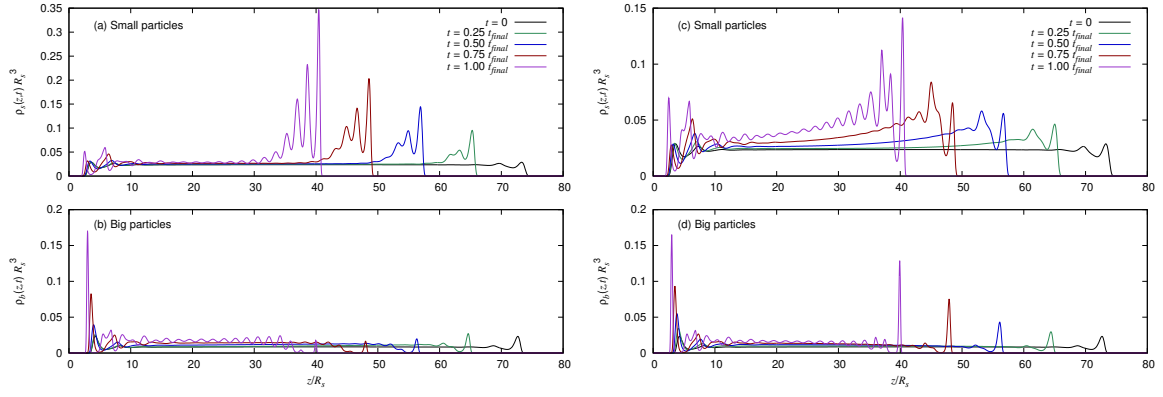 (a) Small particles
t = 0
t = 0.25 t_final
t = 0.50 t_final
t = 0.75 t_final
t = 1.00 t_final
ρ_s(z,t) R_s^3
0.35
0.3
0.25
0.2
0.15
0.1
0.05
0
0 10 20 30 40 50 60 70 80
(b) Big particles
ρ_b(z,t) R_s^3
0.2
0.15
0.1
0.05
0
0 10 20 30 40 50 60 70 80
z/R_s
(c) Small particles
t = 0
t = 0.25 t_final
t = 0.50 t_final
t = 0.75 t_final
t = 1.00 t_final
ρ_s(z,t) R_s^3
0.15
0.1
0.05
0
0 10 20 30 40 50 60 70 80
(d) Big particles
ρ_b(z,t) R_s^3
0.2
0.15
0.1
0.05
0
0 10 20 30 40 50 60 70 80
z/R_s